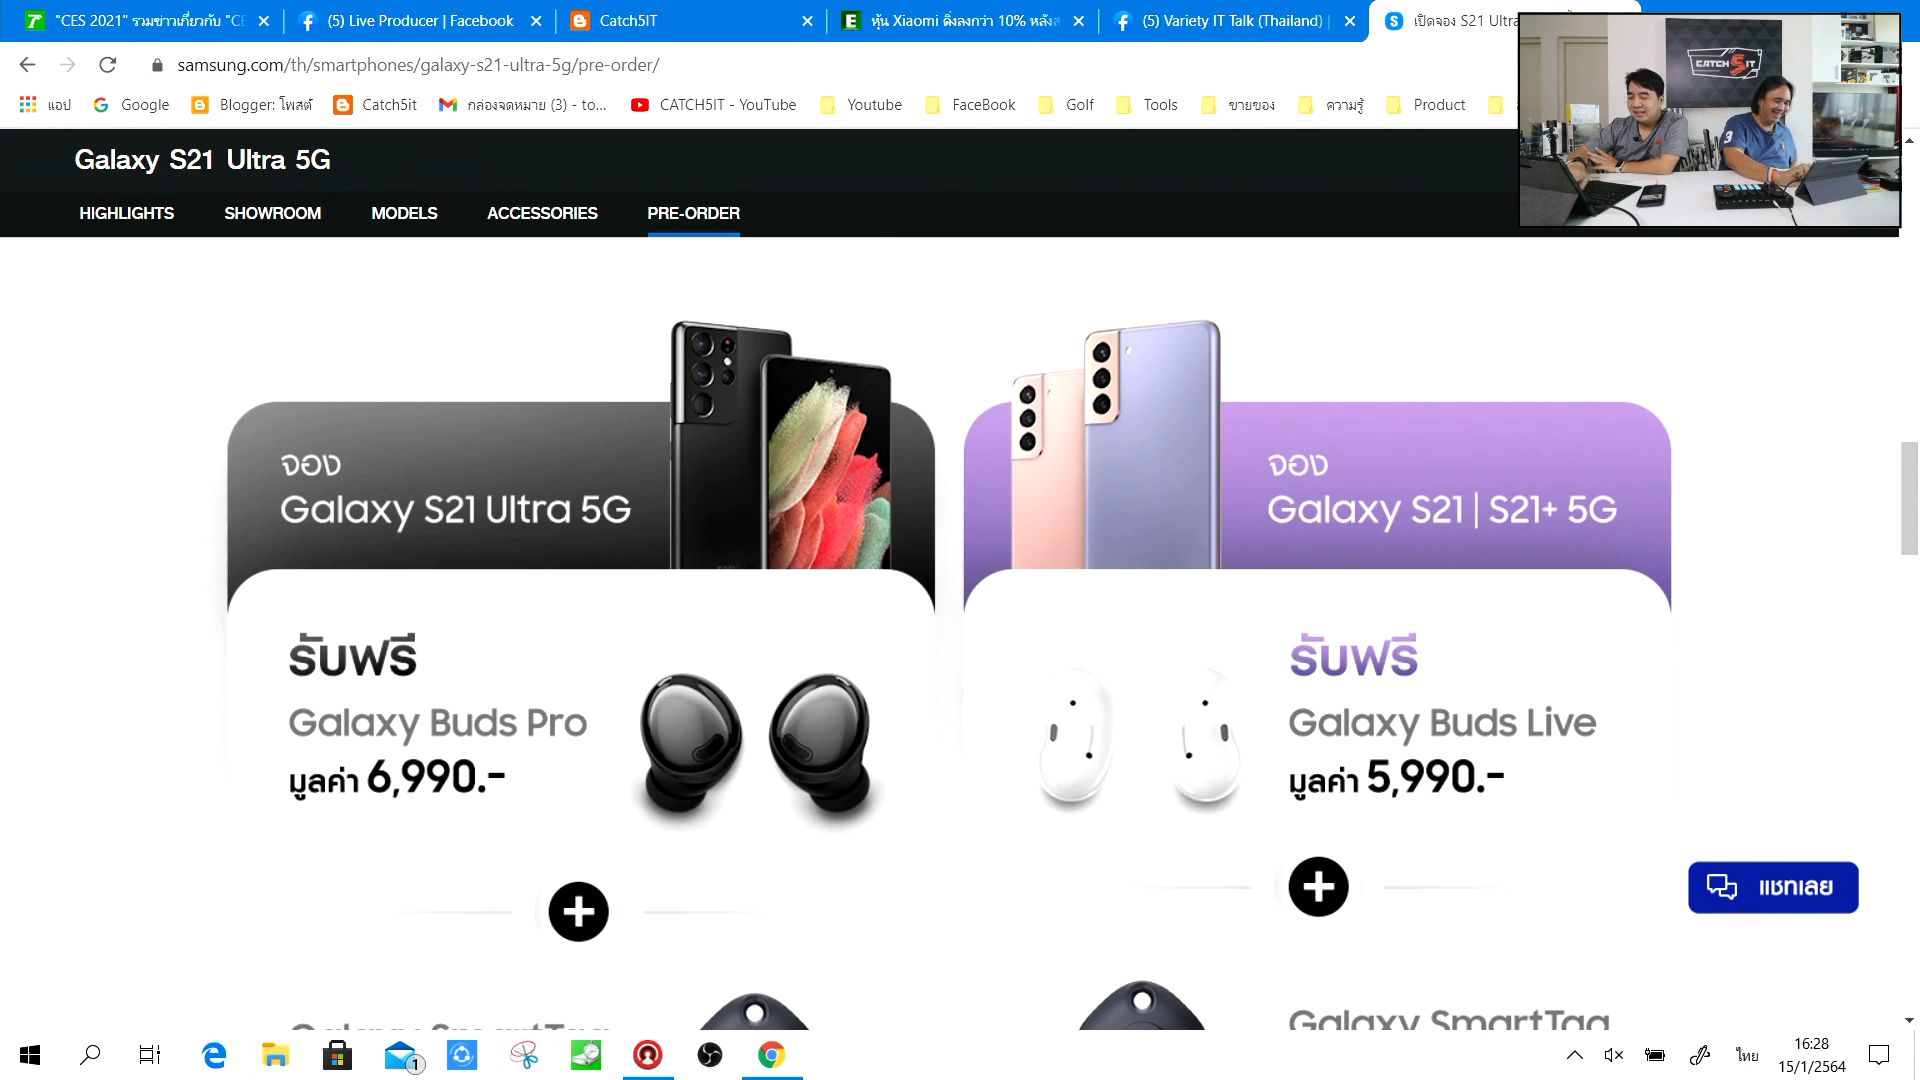 "CES 2021" รวมข่าวเกี่ยวกับ "CE
(5) Live Producer | Facebook
Catch5IT
หุ้น Xiaomi ดิ่งลงกว่า 10% หลังส
(5) Variety IT Talk (Thailand) |
เปิดจอง S21 Ultra
samsung.com/th/smartphones/galaxy-s21-ultra-5g/pre-order/
แอป
Google
Blogger: โพสต์
Catch5it
กล่องจดหมาย (3) - to...
CATCH5IT - YouTube
Youtube
FaceBook
Golf
Tools
ขายของ
ความรู้
Product
CATCH5IT
Galaxy S21 Ultra 5G
HIGHLIGHTS
SHOWROOM
MODELS
ACCESSORIES
PRE-ORDER
จอง
Galaxy S21 Ultra 5G
จอง
Galaxy S21 | S21+ 5G
รับฟรี
Galaxy Buds Pro
มูลค่า 6,990.-
รับฟรี
Galaxy Buds Live
มูลค่า 5,990.-
แชทเลย
Galaxy SmartTag
Galaxy SmartTag
1
ไทย
16:28
15/1/2564